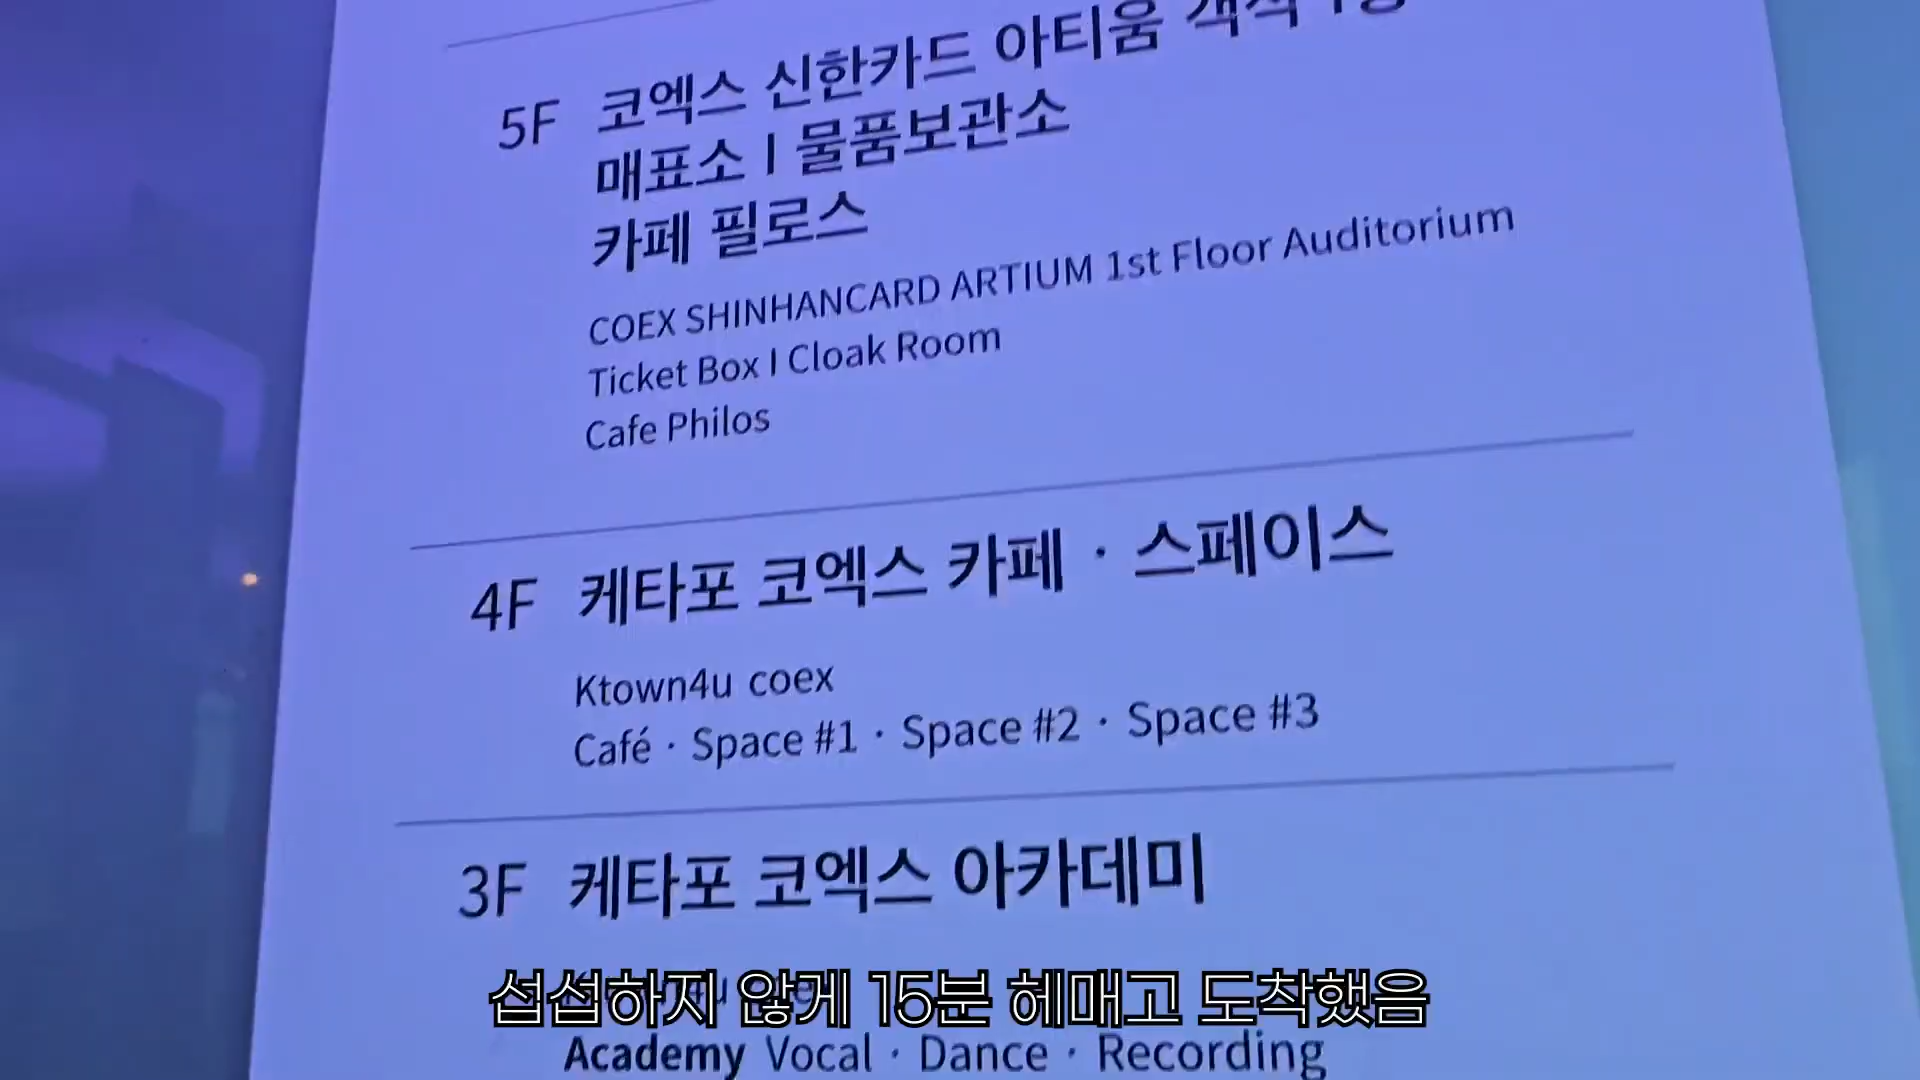 5F 코엑스 신한카드 아티움 객석 1층
매표소 I 물품보관소
카페 필로스
COEX SHINHANCARD ARTIUM 1st Floor Auditorium
Ticket Box I Cloak Room
Cafe Philos
4F 케타포 코엑스 카페 · 스페이스
Ktown4u coex
Café · Space #1 · Space #2 · Space #3
3F 케타포 코엑스 아카데미
섭섭하지 않게 15분 헤매고 도착했음
Academy Vocal · Dance · Recording